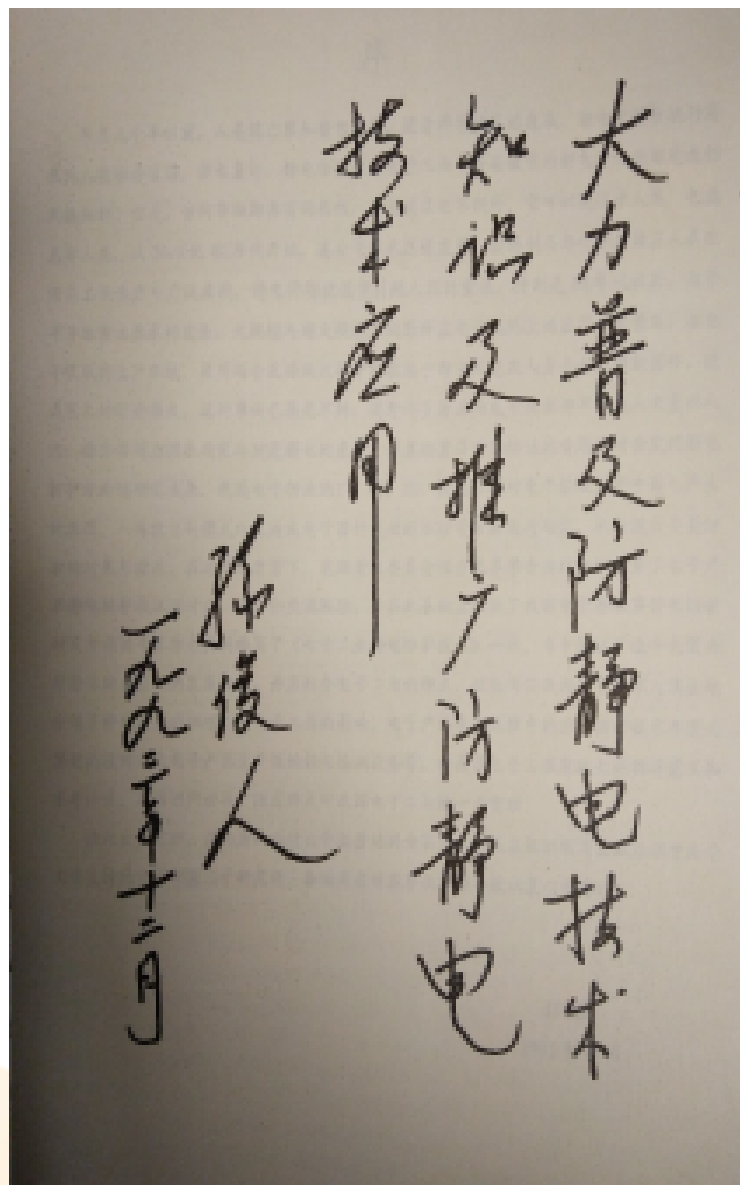 大力普及防静电技术
知识及推广防静电
技术应用
孙俊人
一九九二年十二月